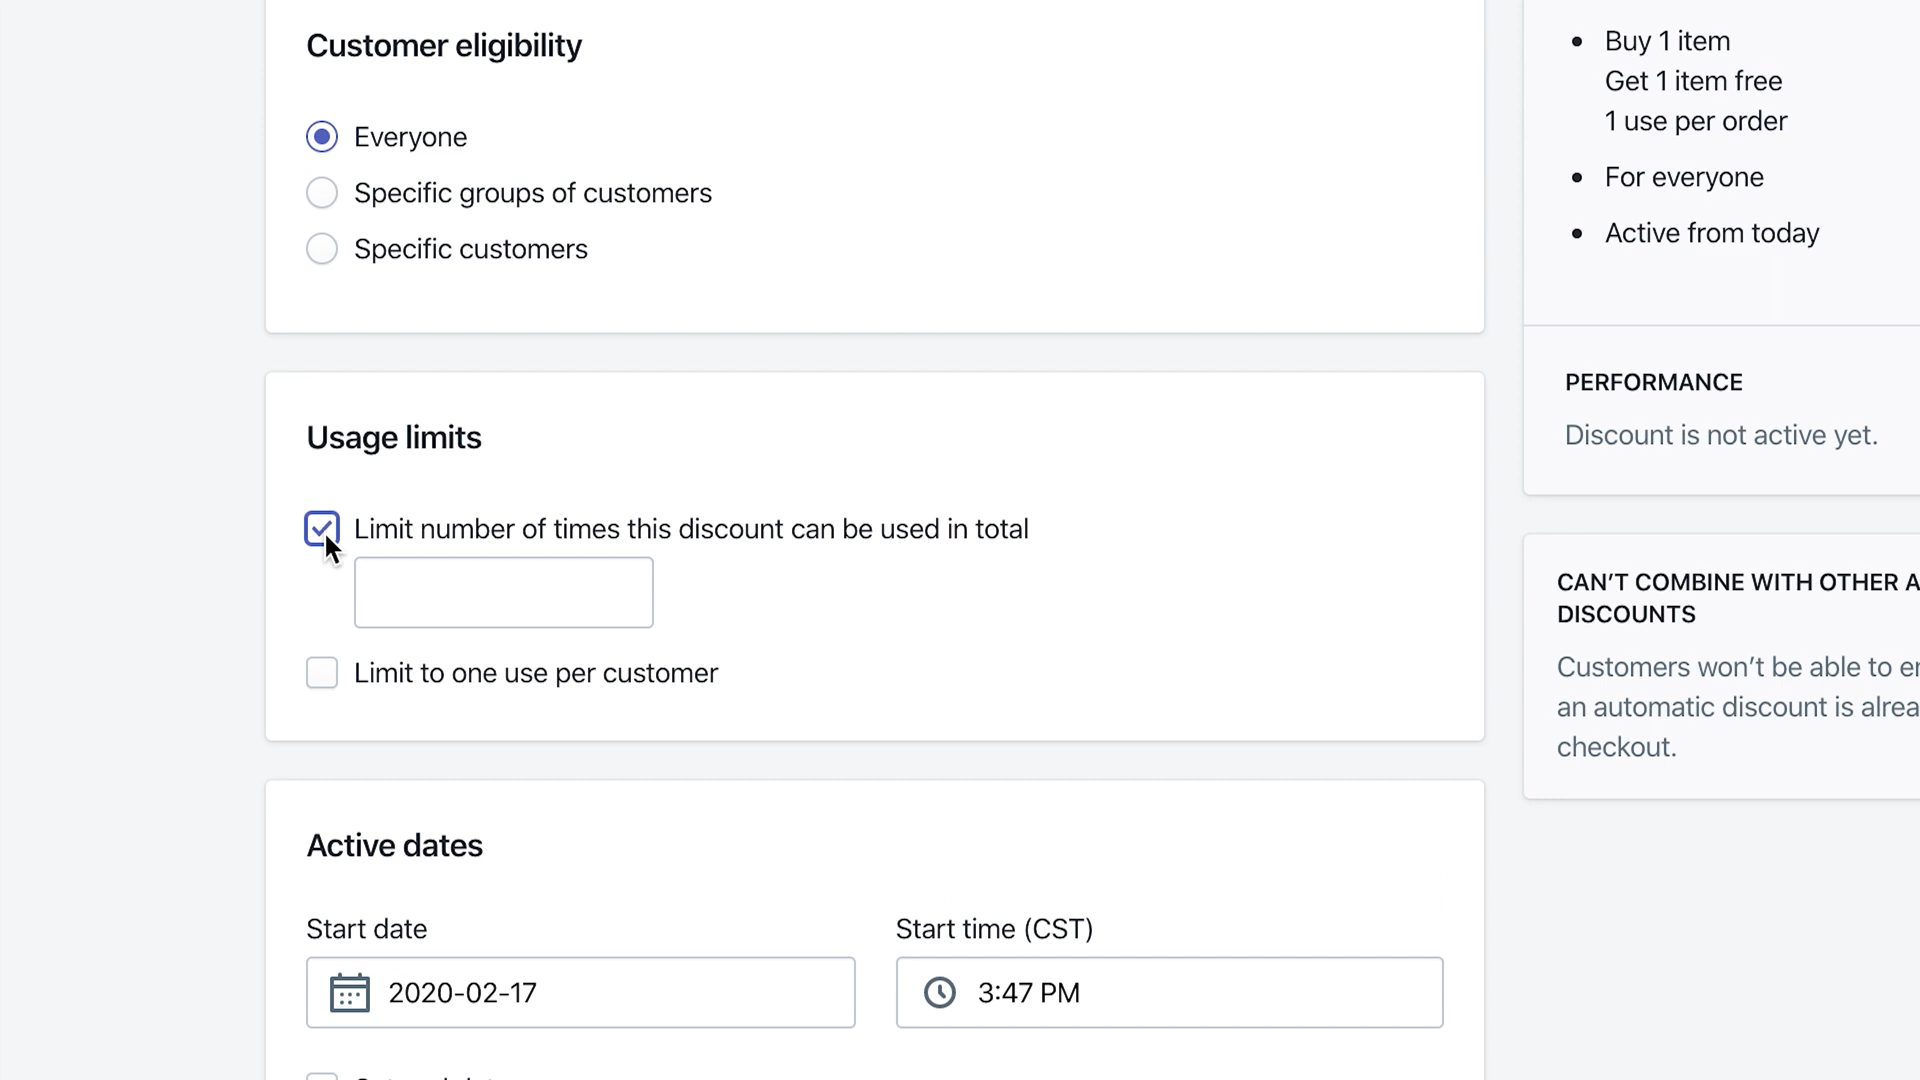 Customer eligibility
Everyone
Specific groups of customers
Specific customers
Usage limits
Limit number of times this discount can be used in total
Limit to one use per customer
Active dates
Start date
Start time (CST)
2020-02-17
3:47 PM
Buy 1 item
Get 1 item free
1 use per order
For everyone
Active from today
PERFORMANCE
Discount is not active yet.
CAN’T COMBINE WITH OTHER A
DISCOUNTS
Customers won’t be able to
an automatic discount is
checkout.